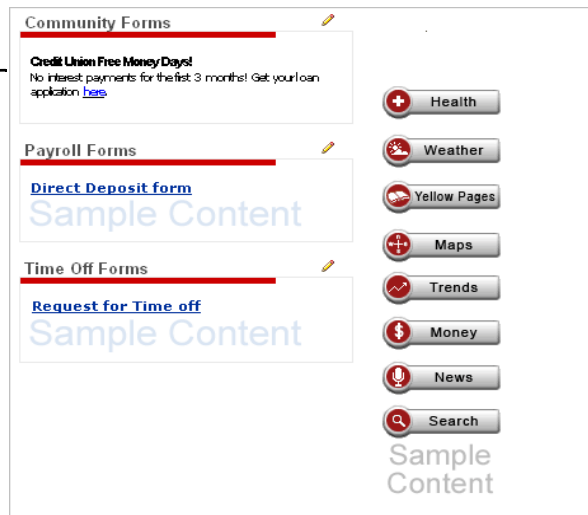 Community Forms
Credit Union Free Money Days!
No interest payments for the first 3 months! Get your loan
application here.
Payroll Forms
Direct Deposit form
Sample Content
Time Off Forms
Request for Time off
Sample Content
Health
Weather
Yellow Pages
Maps
Trends
Money
News
Search
Sample
Content